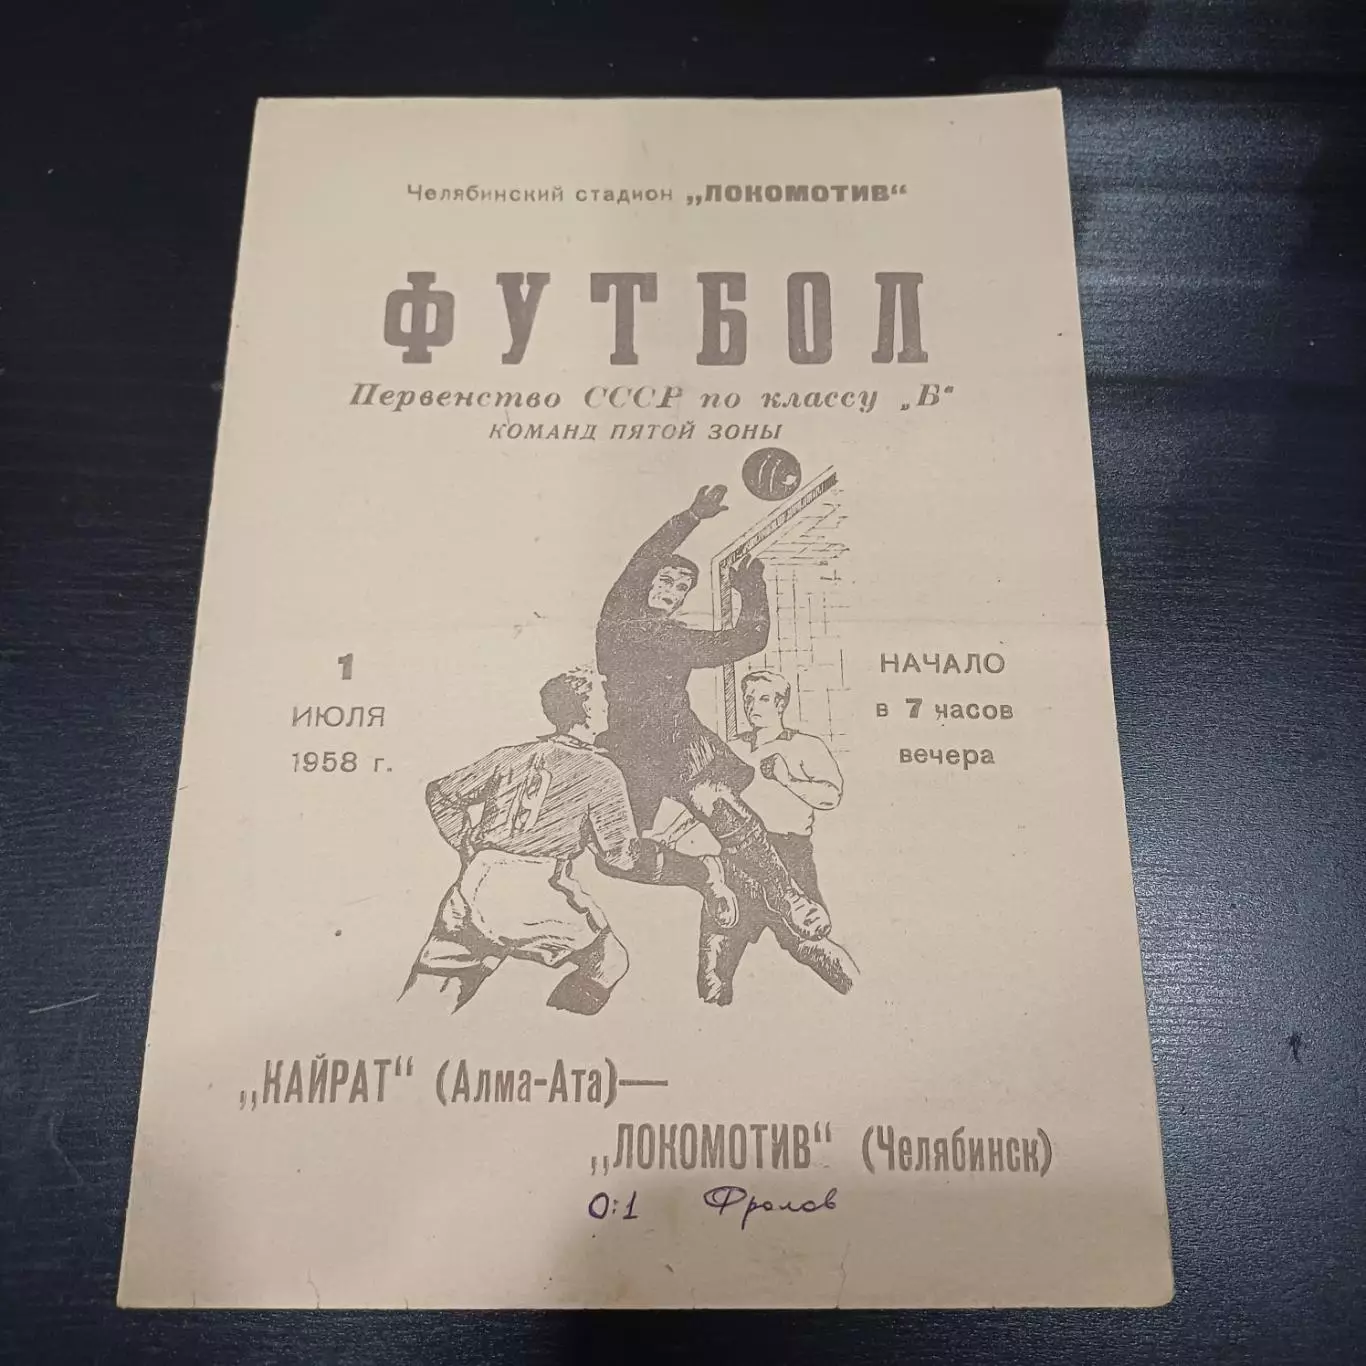 Челябинский стадион „ЛОКОМОТИВ“
ФУТБОЛ
Первенство СССР по классу „Б“
КОМАНД ПЯТОЙ ЗОНЫ
1
ИЮЛЯ
1958 г.
НАЧАЛО
в 7 часов
вечера
„КАЙРАТ“ (Алма-Ата)—
„ЛОКОМОТИВ“ (Челябинск)
0:1 Фролов